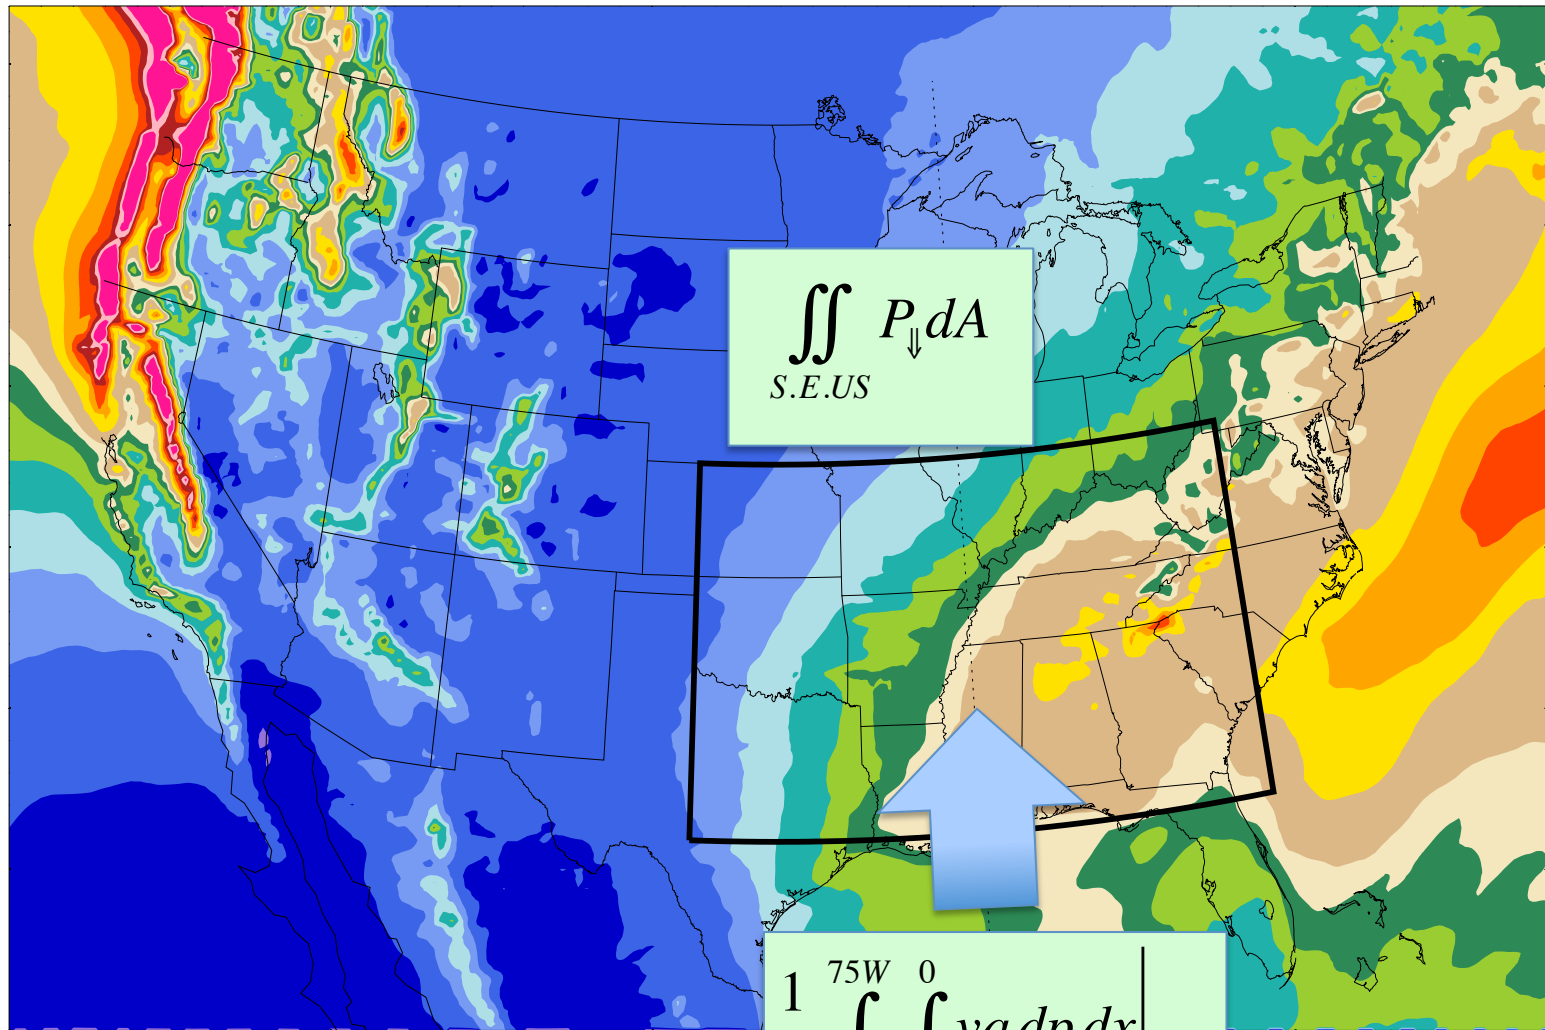 ∬ P⇓dA
S.E.US
75W 0
1 ∫ ∫ vq dp dx|